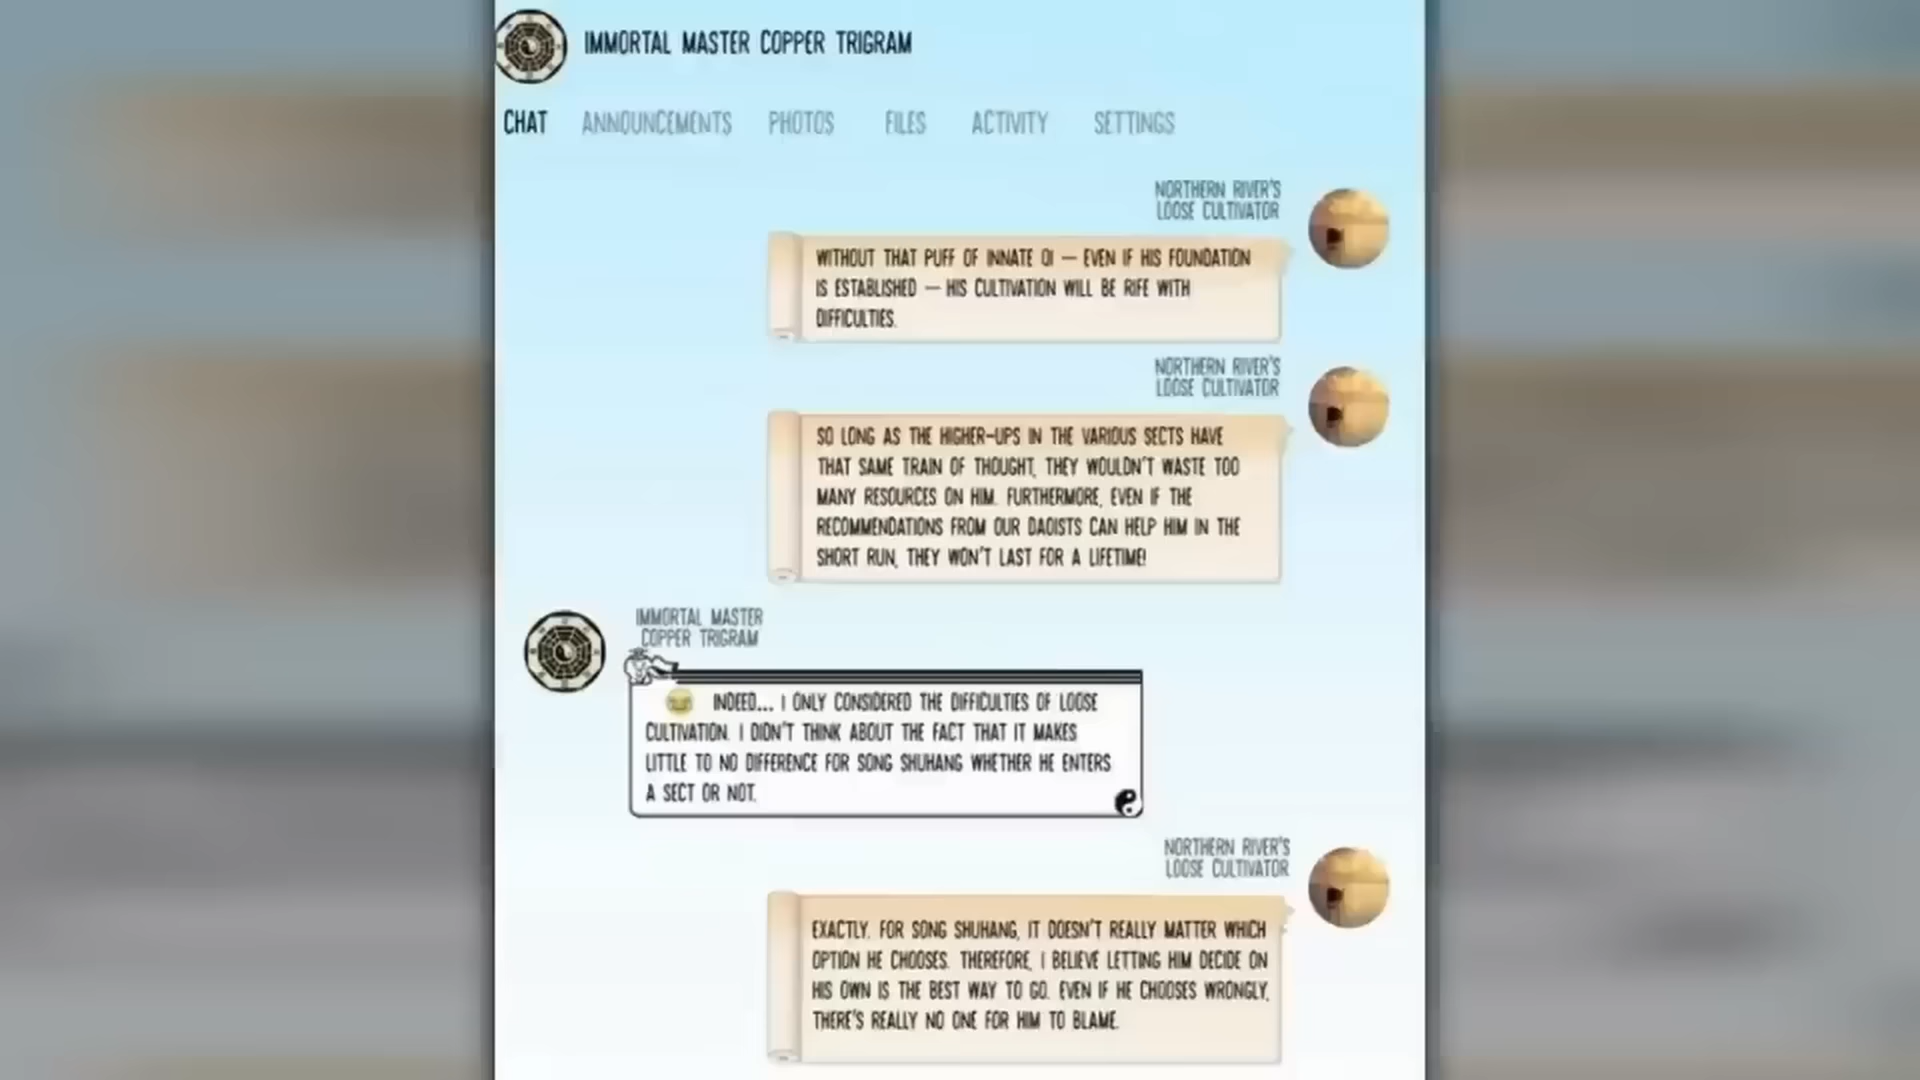 IMMORTAL MASTER COPPER TRIGRAM
CHAT ANNOUNCEMENTS PHOTOS FILES ACTIVITY SETTINGS
NORTHERN RIVER'S
LOOSE CULTIVATOR
WITHOUT THAT PUFF OF INNATE QI — EVEN IF HIS FOUNDATION
IS ESTABLISHED — HIS CULTIVATION WILL BE RIFE WITH
DIFFICULTIES.
NORTHERN RIVER'S
LOOSE CULTIVATOR
SO LONG AS THE HIGHER-UPS IN THE VARIOUS SECTS HAVE
THAT SAME TRAIN OF THOUGHT, THEY WOULDN'T WASTE TOO
MANY RESOURCES ON HIM. FURTHERMORE, EVEN IF THE
RECOMMENDATIONS FROM OUR DAOISTS CAN HELP HIM IN THE
SHORT RUN, THEY WON'T LAST FOR A LIFETIME!
IMMORTAL MASTER
COPPER TRIGRAM
INDEED... I ONLY CONSIDERED THE DIFFICULTIES OF LOOSE
CULTIVATION. I DIDN'T THINK ABOUT THE FACT THAT IT MAKES
LITTLE TO NO DIFFERENCE FOR SONG SHUHANG WHETHER HE ENTERS
A SECT OR NOT.
NORTHERN RIVER'S
LOOSE CULTIVATOR
EXACTLY. FOR SONG SHUHANG, IT DOESN'T REALLY MATTER WHICH
OPTION HE CHOOSES. THEREFORE, I BELIEVE LETTING HIM DECIDE ON
HIS OWN IS THE BEST WAY TO GO. EVEN IF HE CHOOSES WRONGLY,
THERE'S REALLY NO ONE FOR HIM TO BLAME.